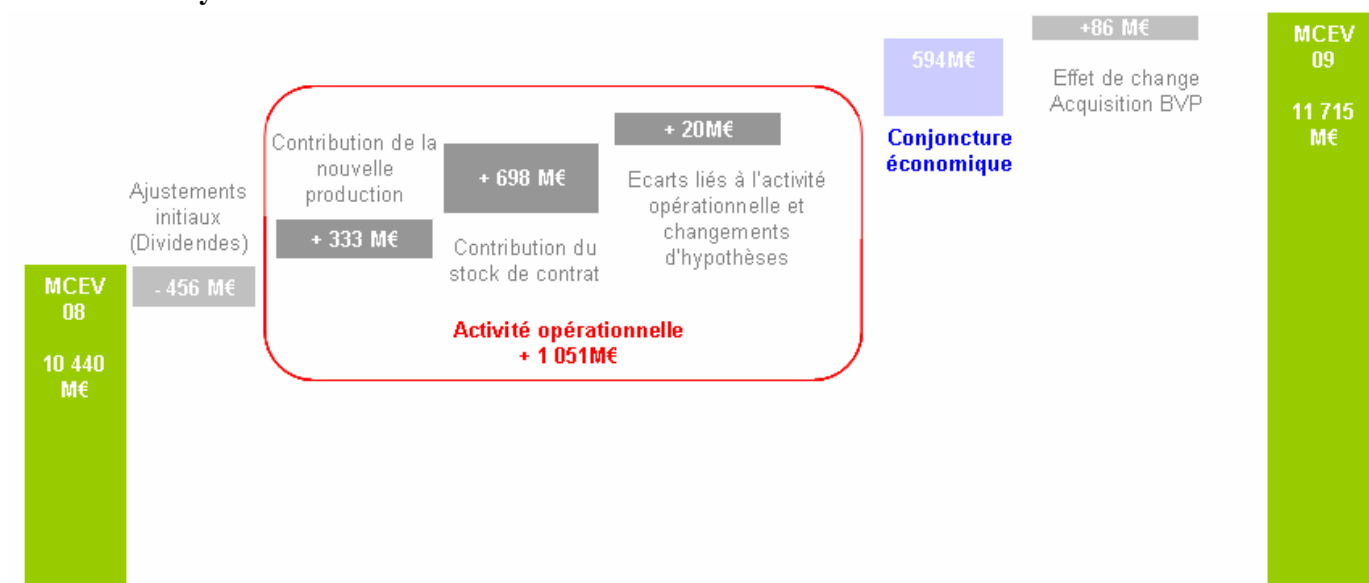 MCEV
08
10 440
M€
Ajustements
initiaux
(Dividendes)
- 456 M€
Contribution de la
nouvelle
production
+ 333 M€
+ 698 M€
Contribution du
stock de contrat
+ 20M€
Ecarts liés à l'activité
opérationnelle et
changements
d'hypothèses
Activité opérationnelle
+ 1 051M€
594M€
Conjoncture
économique
+86 M€
Effet de change
Acquisition BVP
MCEV
09
11 715
M€